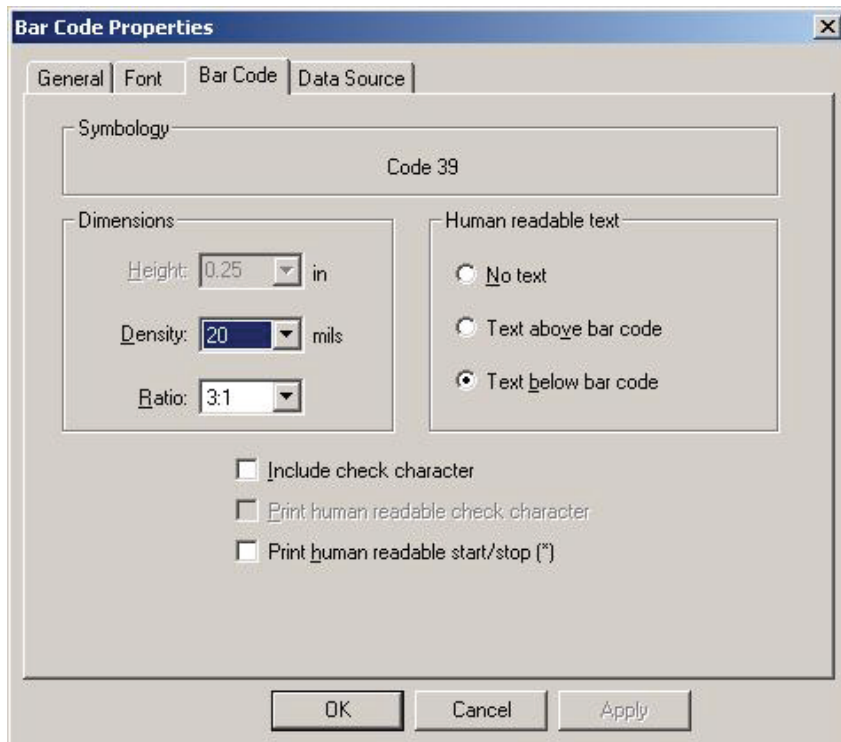 Bar Code Properties
General Font Bar Code Data Source
Symbology
Code 39
Dimensions
Height: 0.25 in
Density: 20 mils
Ratio: 3:1
Human readable text
No text
Text above bar code
Text below bar code
Include check character
Print human readable check character
Print human readable start/stop (*)
OK Cancel Apply